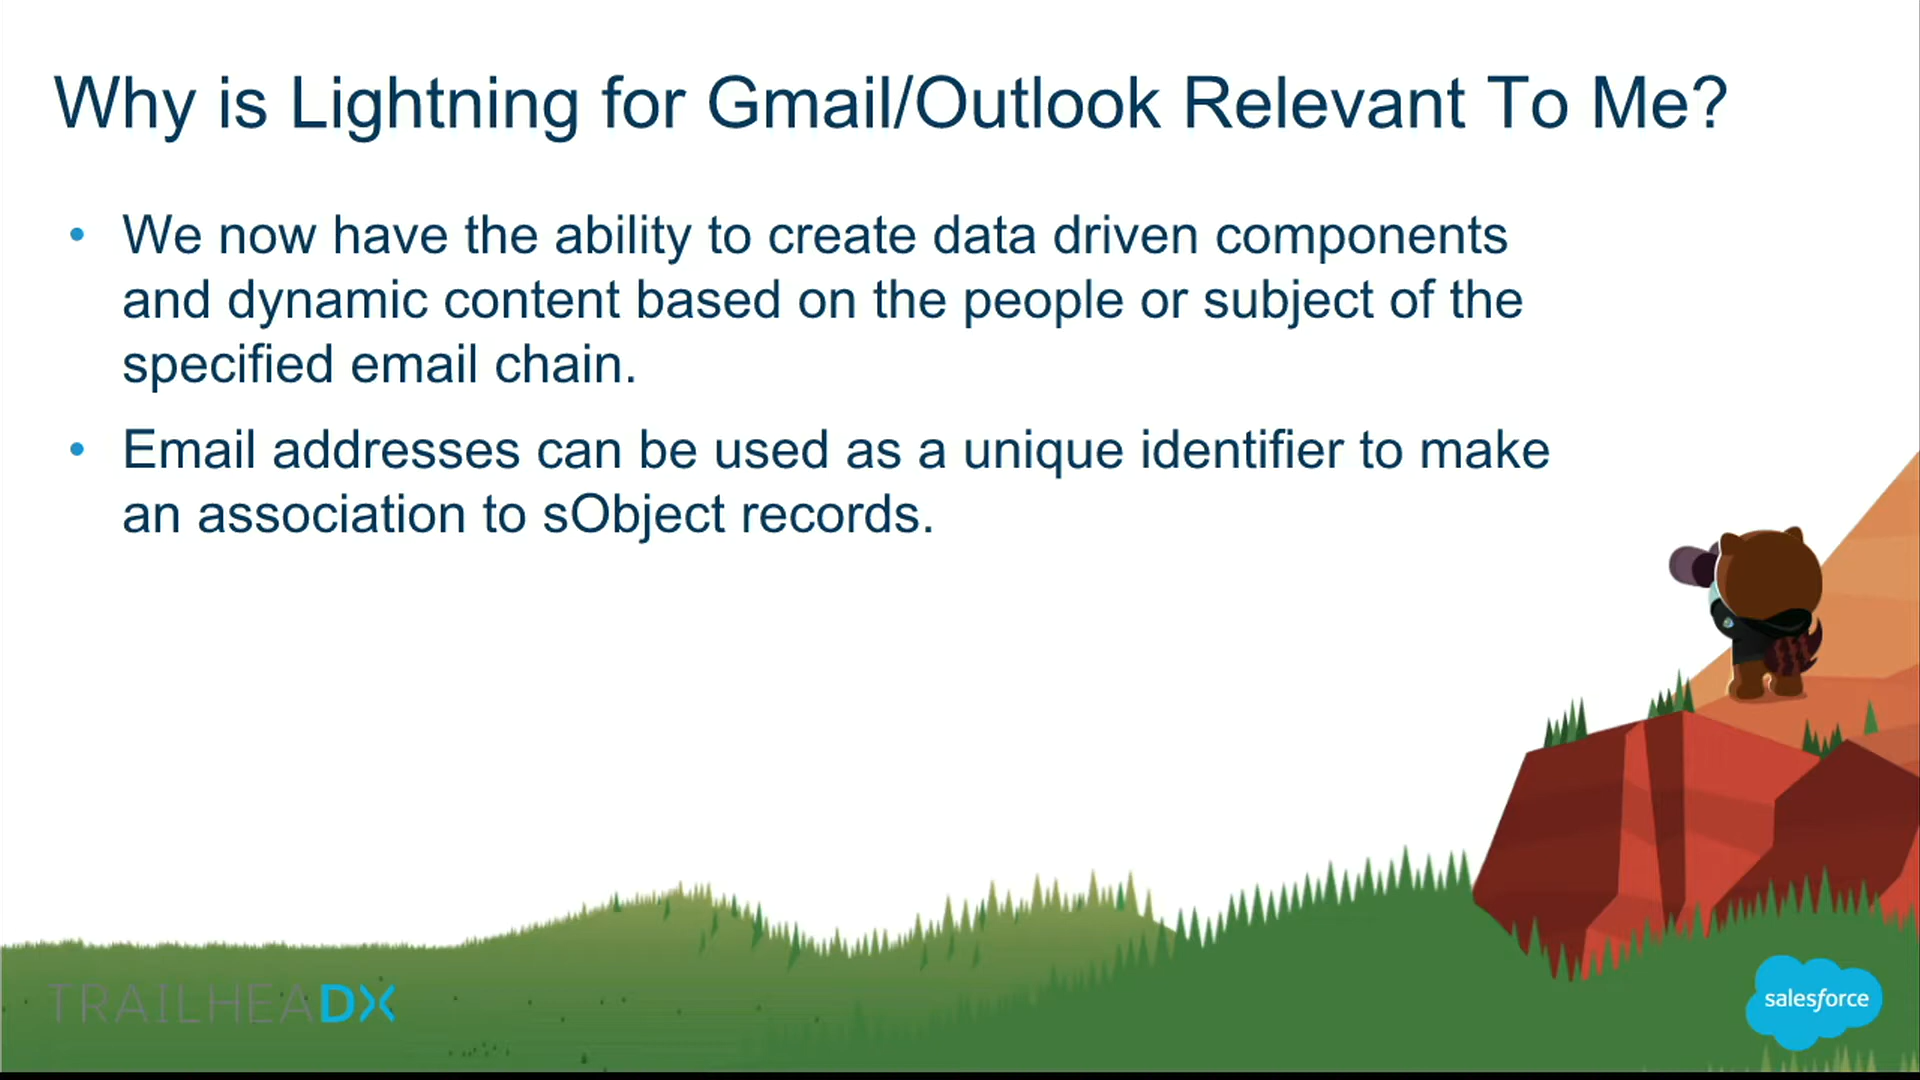 Why is Lightning for Gmail/Outlook Relevant To Me?
• We now have the ability to create data driven components
and dynamic content based on the people or subject of the
specified email chain.
• Email addresses can be used as a unique identifier to make
an association to sObject records.
TRAILHEADX
salesforce